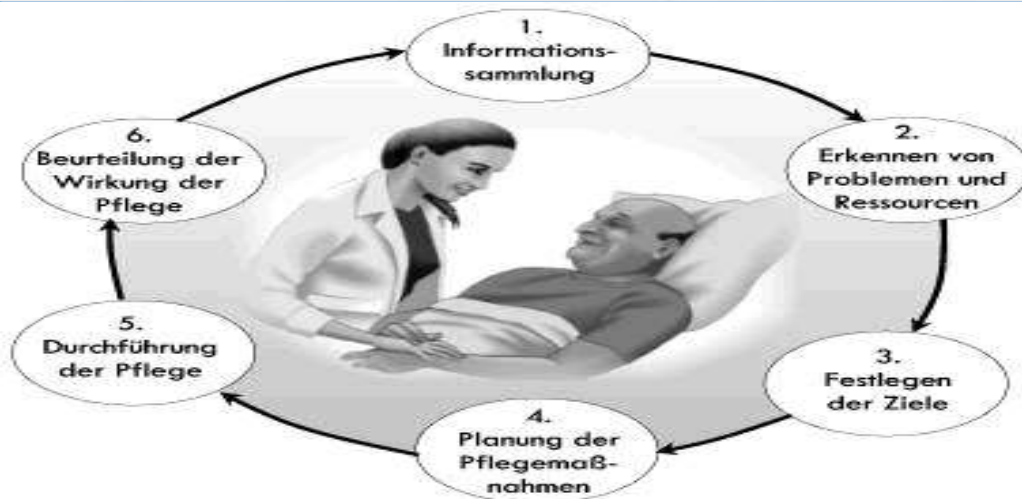 1.
Informations-
sammlung
2.
Erkennen von
Problemen und
Ressourcen
3.
Festlegen
der Ziele
4.
Planung der
Pflegemaß-
nahmen
5.
Durchführung
der Pflege
6.
Beurteilung der
Wirkung der
Pflege